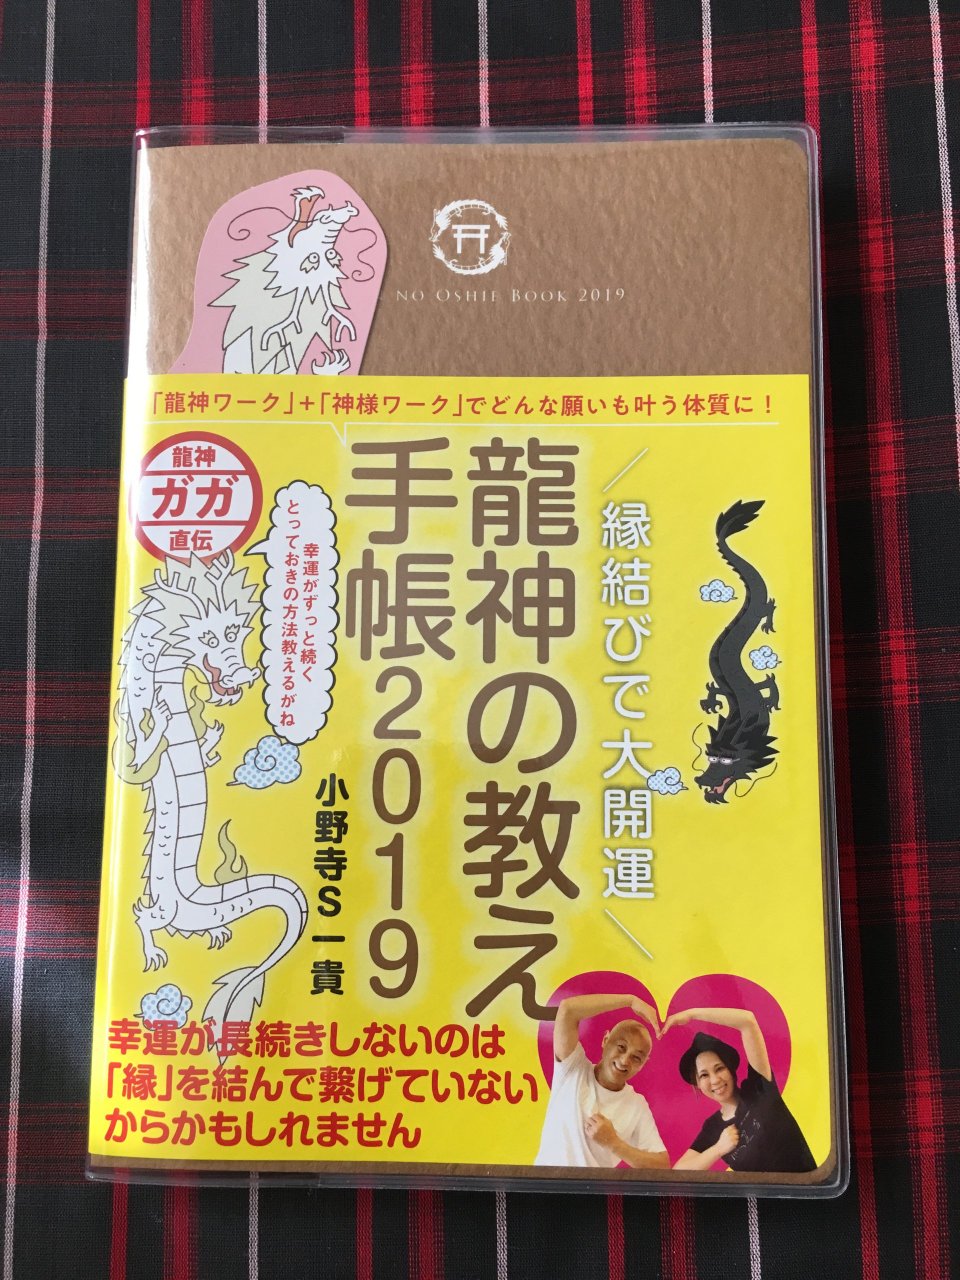 NO OSHIE BOOK 2019
「龍神ワーク」+「神様ワーク」でどんな願いも叶う体質に!
＼縁結びで大開運／
龍神の教え
手帳2019
小野寺S一貴
龍神
ガガ
直伝
幸運がずっと続く
とっておきの方法教えるがね
幸運が長続きしないのは
「縁」を結んで繋げていない
からかもしれません